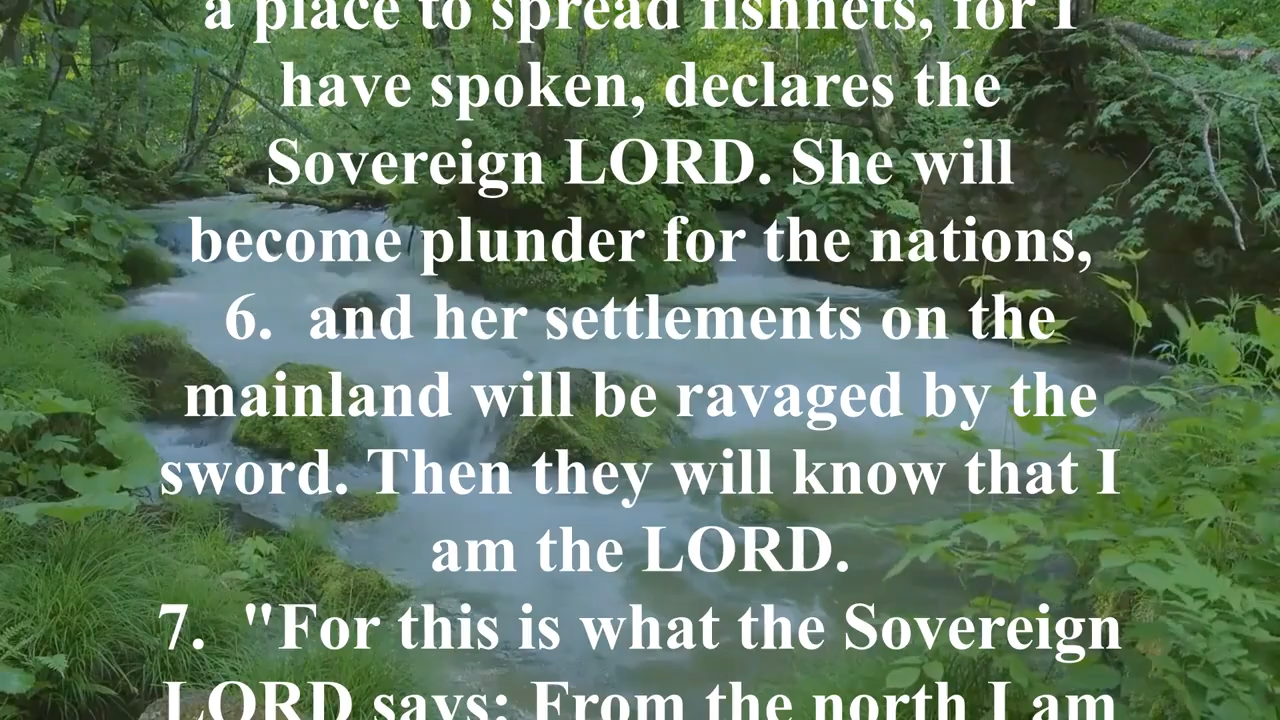 a place to spread fishnets, for I
have spoken, declares the
Sovereign LORD. She will
become plunder for the nations,
6.  and her settlements on the
mainland will be ravaged by the
sword. Then they will know that I
am the LORD.
7.  "For this is what the Sovereign
LORD says: From the north I am